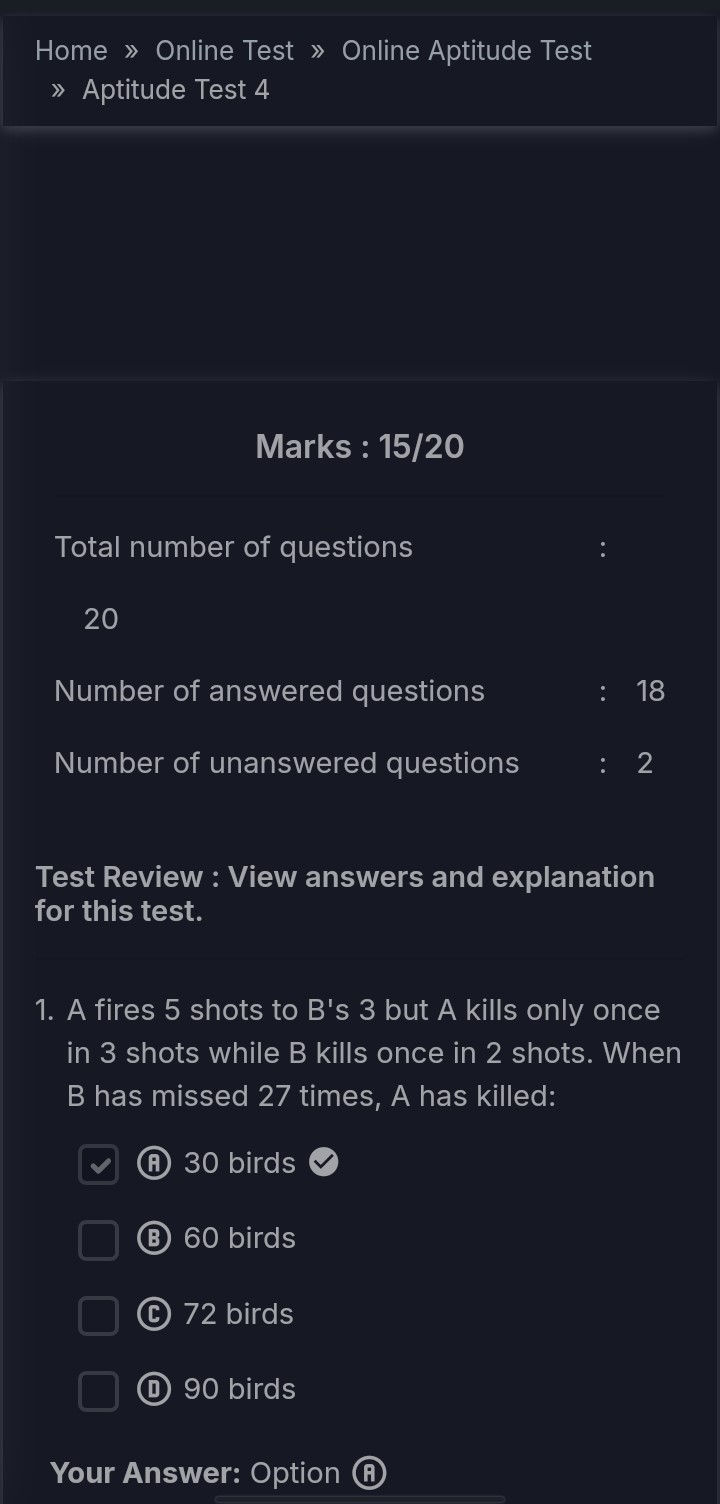 Home » Online Test » Online Aptitude Test
» Aptitude Test 4
Marks : 15/20
Total number of questions :
20
Number of answered questions : 18
Number of unanswered questions : 2
Test Review : View answers and explanation
for this test.
1. A fires 5 shots to B's 3 but A kills only once
in 3 shots while B kills once in 2 shots. When
B has missed 27 times, A has killed:
A 30 birds
B 60 birds
C 72 birds
D 90 birds
Your Answer: Option A